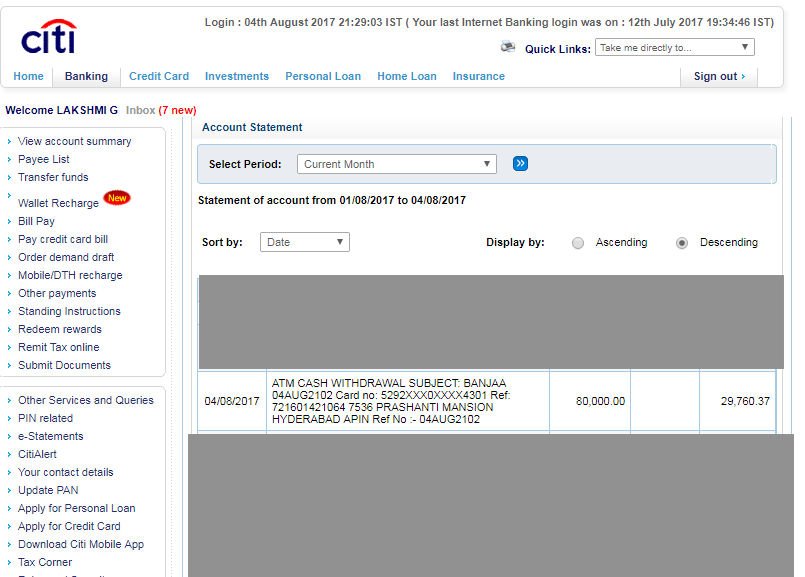 citi
Login : 04th August 2017 21:29:03 IST ( Your last Internet Banking login was on : 12th July 2017 19:34:46 IST)
Quick Links: Take me directly to...
Home Banking Credit Card Investments Personal Loan Home Loan Insurance Sign out ›
Welcome LAKSHMI G Inbox (7 new)
View account summary
Payee List
Transfer funds
Wallet Recharge New
Bill Pay
Pay credit card bill
Order demand draft
Mobile/DTH recharge
Other payments
Standing Instructions
Redeem rewards
Remit Tax online
Submit Documents
Other Services and Queries
PIN related
e-Statements
CitiAlert
Your contact details
Update PAN
Apply for Personal Loan
Apply for Credit Card
Download Citi Mobile App
Tax Corner
Account Statement
Select Period: Current Month
Statement of account from 01/08/2017 to 04/08/2017
Sort by: Date Display by: Ascending Descending
04/08/2017
ATM CASH WITHDRAWAL SUBJECT: BANJAA
04AUG2102 Card no: 5292XXX0XXXX4301 Ref:
721601421064 7536 PRASHANTI MANSION
HYDERABAD APIN Ref No :- 04AUG2102
80,000.00
29,760.37